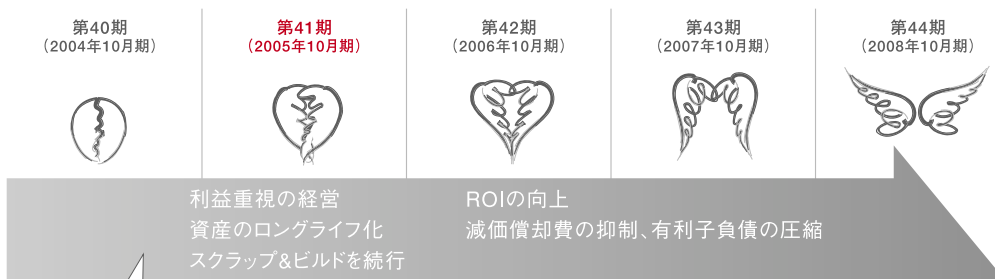 第40期
（2004年10月期）
第41期
（2005年10月期）
第42期
（2006年10月期）
第43期
（2007年10月期）
第44期
（2008年10月期）
利益重視の経営
資産のロングライフ化
スクラップ&ビルドを続行
ROIの向上
減価償却費の抑制、有利子負債の圧縮